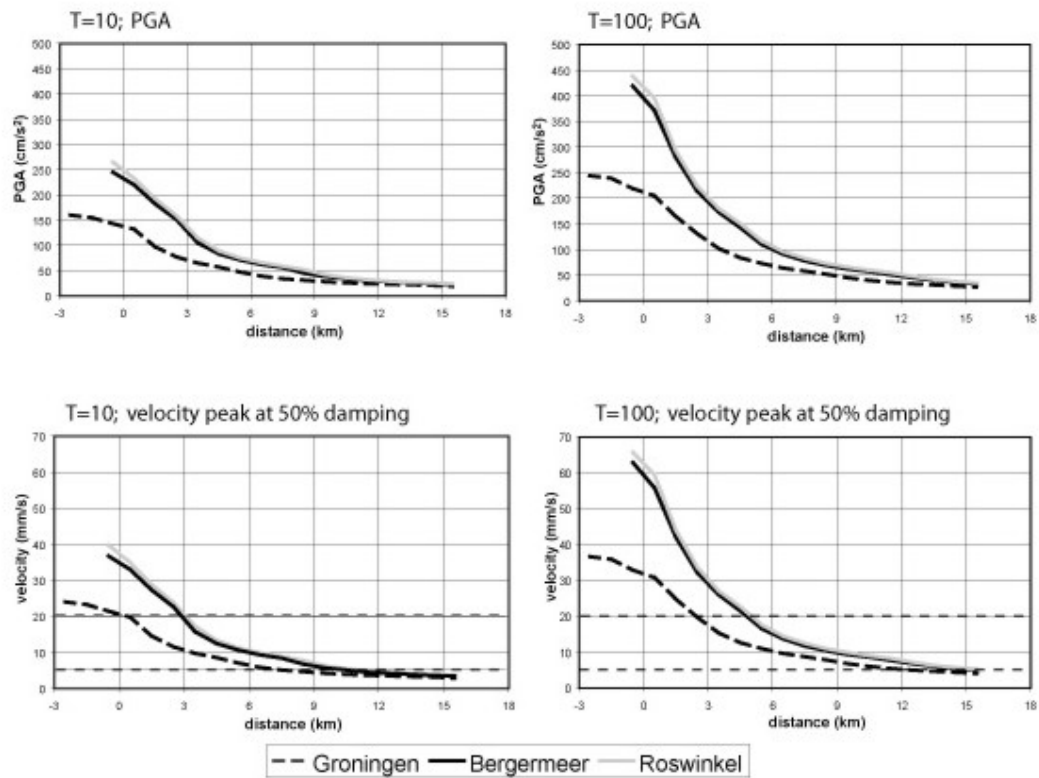 T=10; PGA
500
450
400
350
300
250
200
150
100
50
0
PGA (cm/s²)
-3 0 3 6 9 12 15 18
distance (km)
T=100; PGA
500
450
400
350
300
250
200
150
100
50
0
PGA (cm/s²)
-3 0 3 6 9 12 15 18
distance (km)
T=10; velocity peak at 50% damping
70
60
50
40
30
20
10
0
velocity (mm/s)
-3 0 3 6 9 12 15 18
distance (km)
T=100; velocity peak at 50% damping
70
60
50
40
30
20
10
0
velocity (mm/s)
-3 0 3 6 9 12 15 18
distance (km)
Groningen Bergermeer Roswinkel